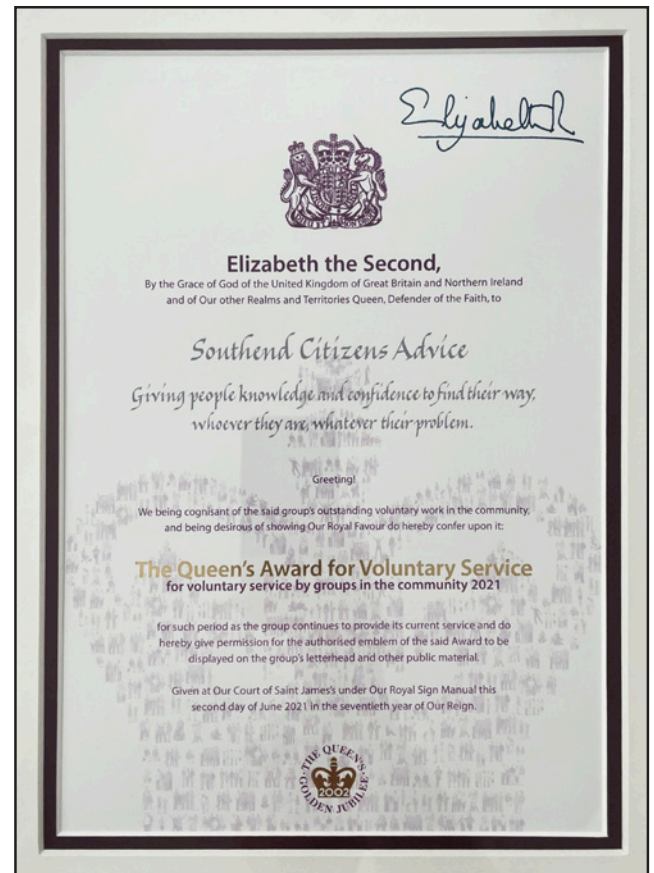 Elizabeth R
Elizabeth the Second,
By the Grace of God of the United Kingdom of Great Britain and Northern Ireland
and of Our other Realms and Territories Queen, Defender of the Faith, to
Southend Citizens Advice
Giving people knowledge and confidence to find their way,
whoever they are, whatever their problem.
Greeting!
We being cognisant of the said group's outstanding voluntary work in the community,
and being desirous of showing Our Royal Favour do hereby confer upon it:
The Queen's Award for Voluntary Service
for voluntary service by groups in the community 2021
for such period as the group continues to provide its current service and do
hereby give permission for the authorised emblem of the said Award to be
displayed on the group's letterhead and other public material.
Given at Our Court of Saint James's under Our Royal Sign Manual this
second day of June 2021 in the seventieth year of Our Reign.
THE QUEEN'S
2002
GOLDEN JUBILEE